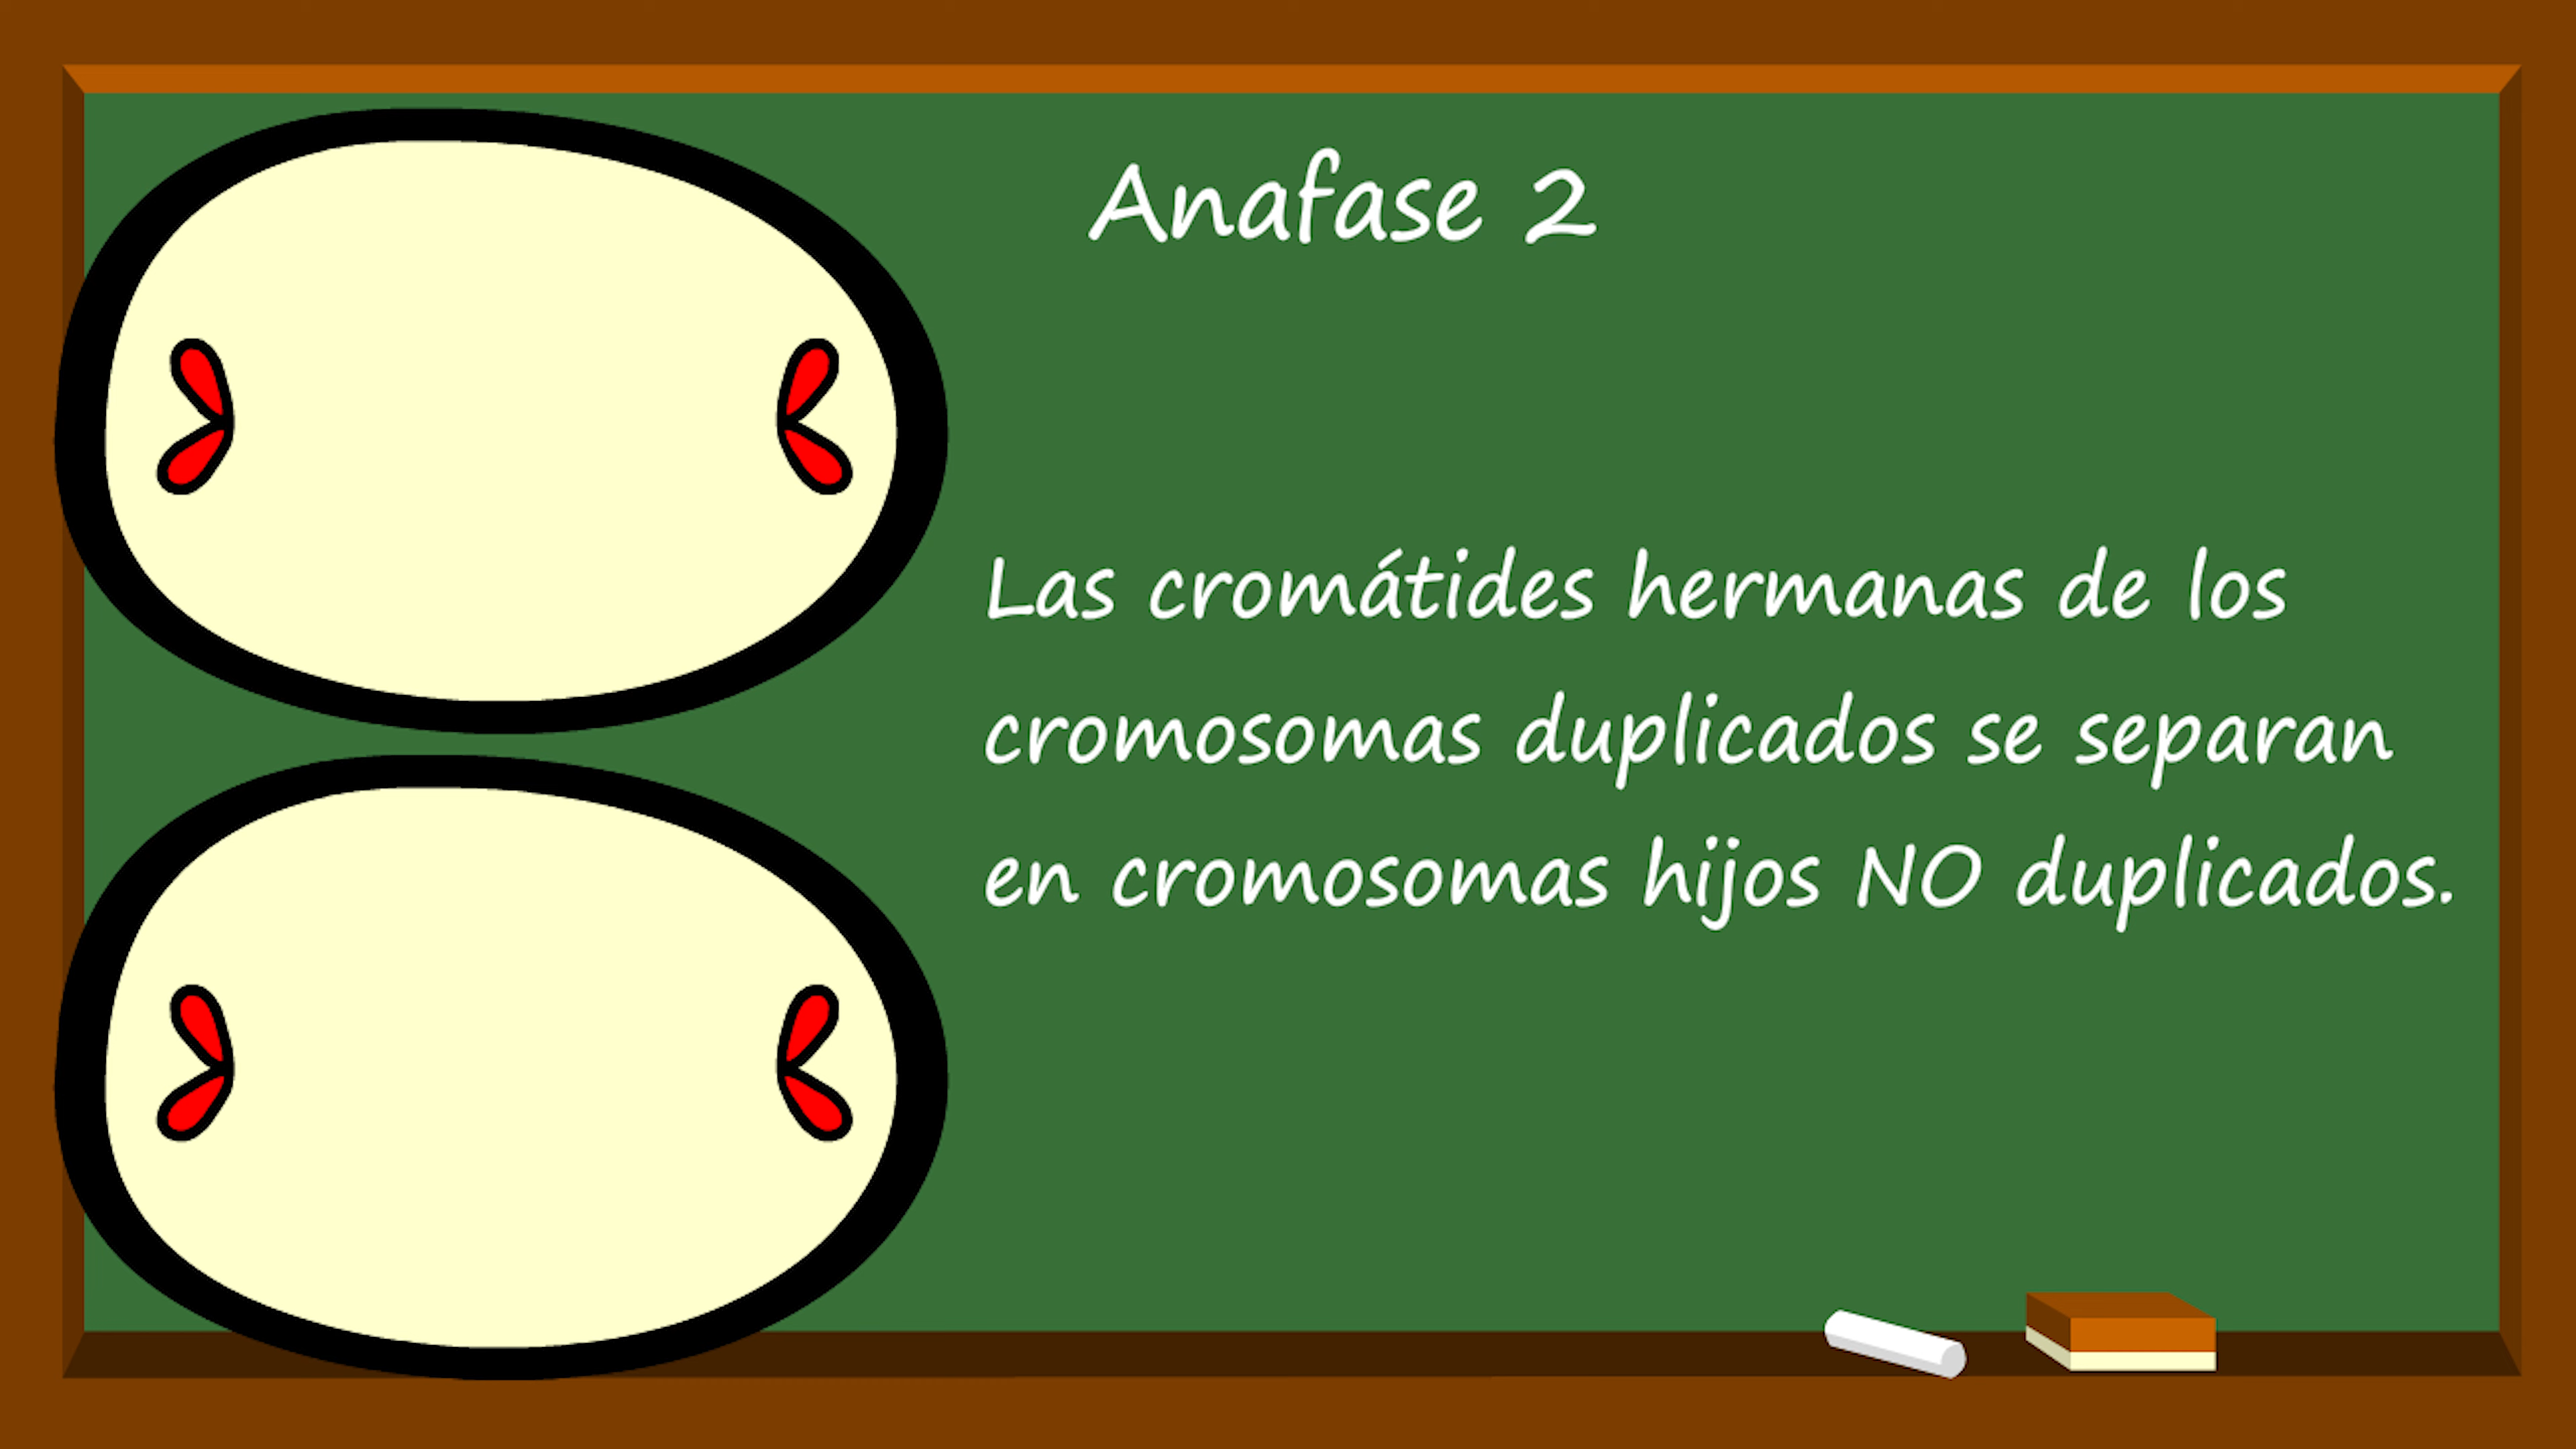 Anafase 2
Las cromátides hermanas de los
cromosomas duplicados se separan
en cromosomas hijos NO duplicados.